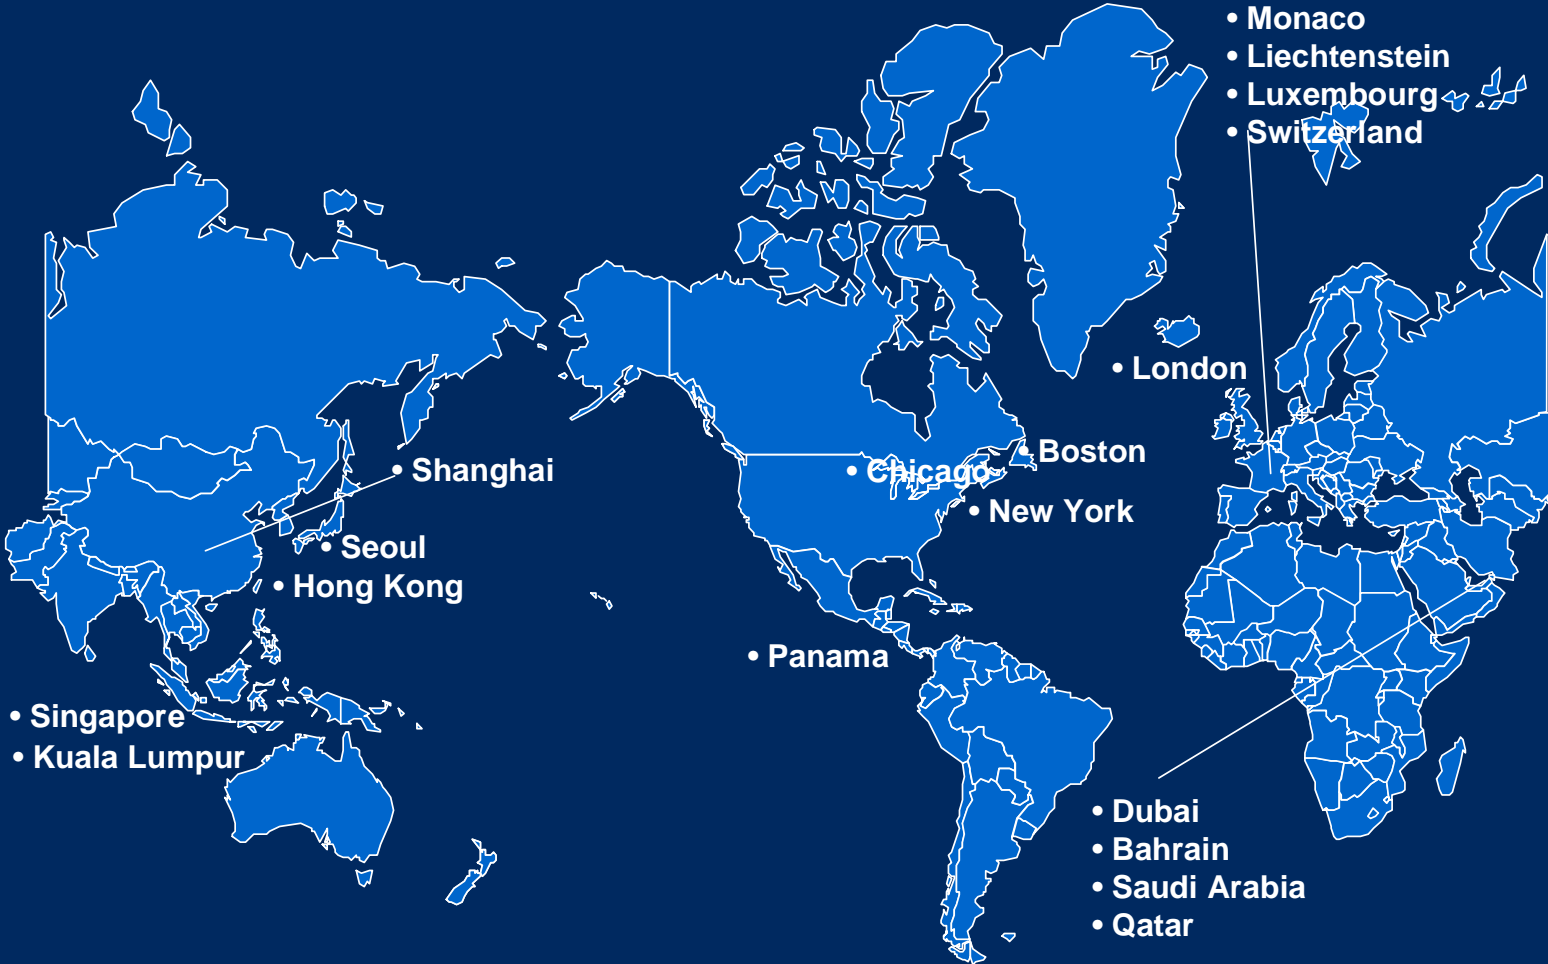 • Monaco
• Liechtenstein
• Luxembourg
• Switzerland
• London
• Boston
• Chicago
• Shanghai
• New York
• Seoul
• Hong Kong
• Panama
• Singapore
• Kuala Lumpur
• Dubai
• Bahrain
• Saudi Arabia
• Qatar